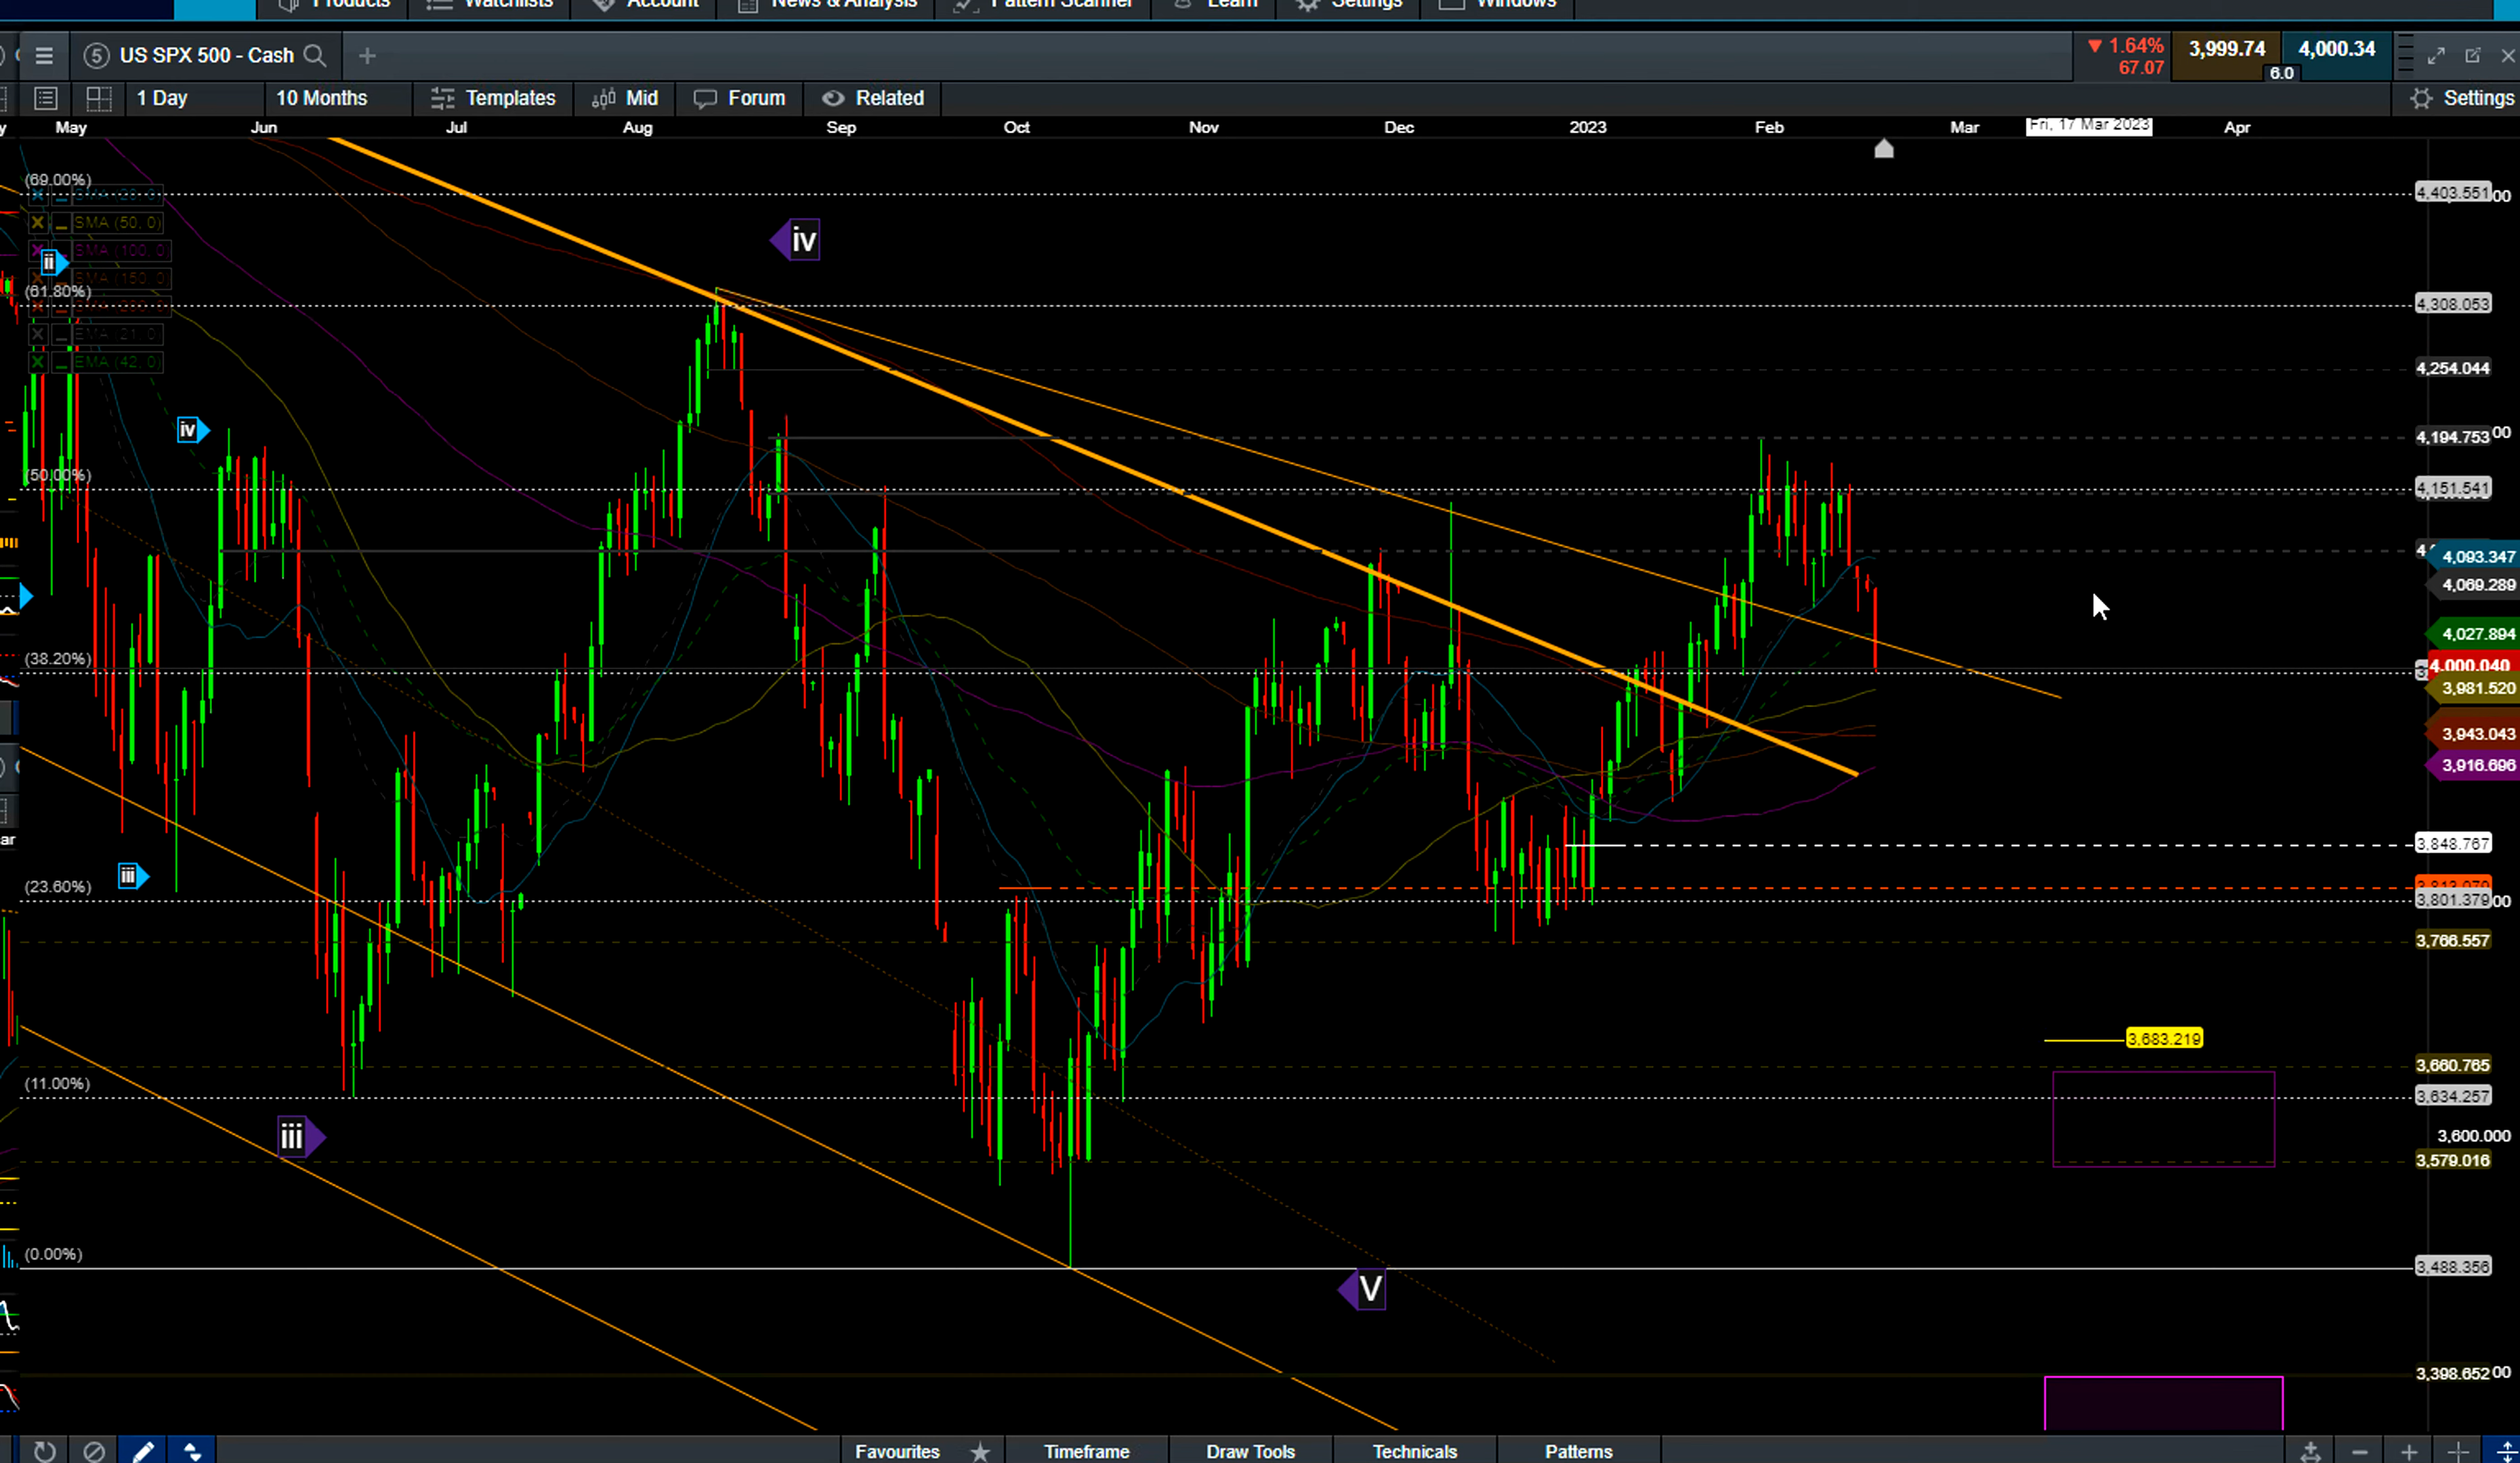 Products Watchlists Account News & Analysis Pattern Scanner Learn Settings Windows
5 US SPX 500 - Cash
1.64%
67.07
3,999.74
4,000.34
6.0
1 Day 10 Months Templates Mid Forum Related Settings
May Jun Jul Aug Sep Oct Nov Dec 2023 Feb Mar Fri, 17 Mar 2023 Apr
(69.00%)
4,403.551
SMA (50, 0)
SMA (100, 0)
SMA (150, 0)
EMA (21, 0)
EMA (42, 0)
iv
ii
(61.80%)
4,308.053
4,254.044
iv
4,194.753
(50.00%)
4,151.541
4,093.347
4,069.289
4,027.894
(38.20%)
4,000.040
3,981.520
3,943.043
3,916.696
3,848.767
iii
(23.60%)
3,801.379
3,766.557
3,683.219
3,660.765
(11.00%)
3,634.257
iii
3,600.000
3,579.016
(0.00%)
3,488.356
V
3,398.652
Favourites Timeframe Draw Tools Technicals Patterns